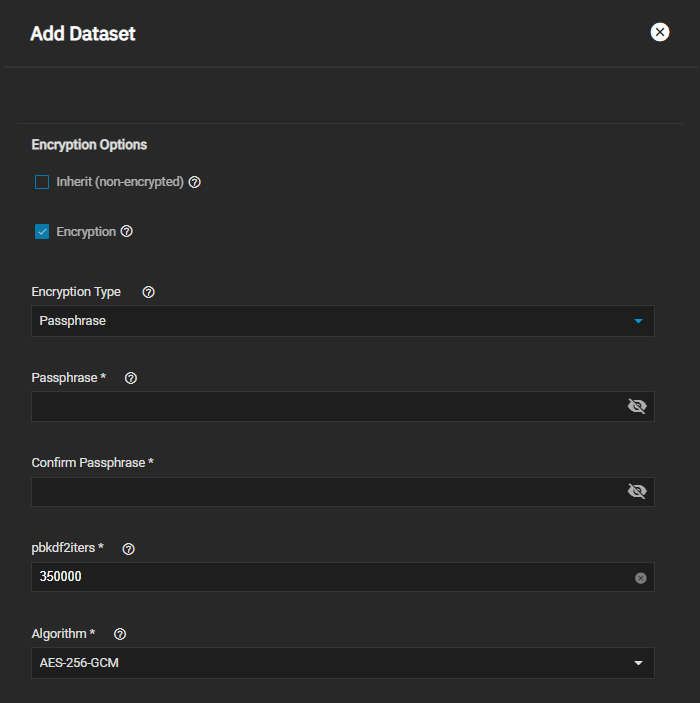 Add Dataset
Encryption Options
Inherit (non-encrypted)
Encryption
Encryption Type
Passphrase
Passphrase *
Confirm Passphrase *
pbkdf2iters *
350000
Algorithm *
AES-256-GCM